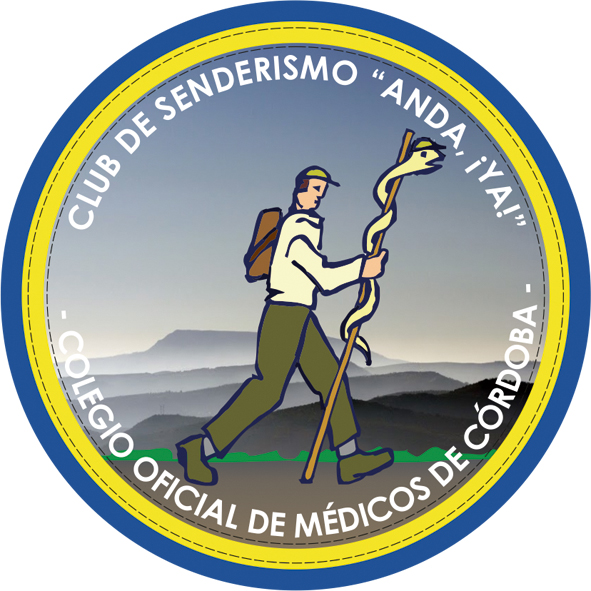 CLUB DE SENDERISMO “ANDA, ¡YA!”
- COLEGIO OFICIAL DE MÉDICOS DE CÓRDOBA -